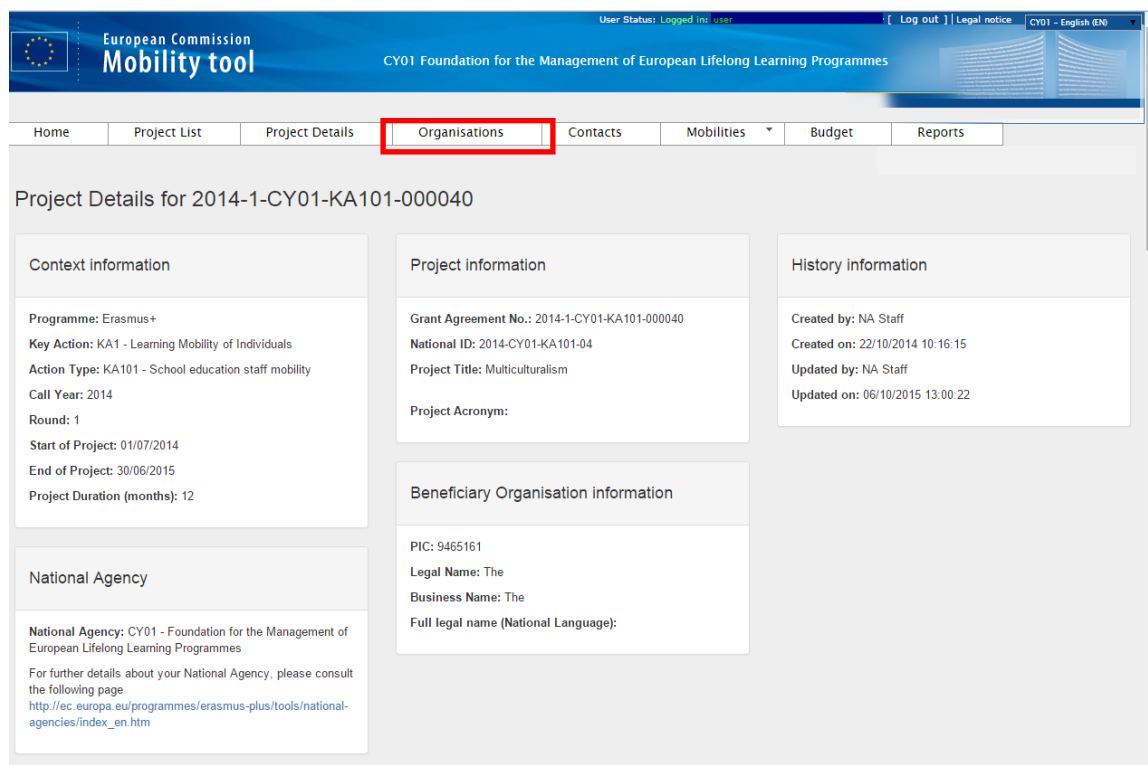 User Status: Logged in: user [ Log out ] | Legal notice CY01 – English (EN)
European Commission
Mobility tool
CY01 Foundation for the Management of European Lifelong Learning Programmes
Home Project List Project Details Organisations Contacts Mobilities Budget Reports
Project Details for 2014-1-CY01-KA101-000040
Context information
Programme: Erasmus+
Key Action: KA1 - Learning Mobility of Individuals
Action Type: KA101 - School education staff mobility
Call Year: 2014
Round: 1
Start of Project: 01/07/2014
End of Project: 30/06/2015
Project Duration (months): 12
National Agency
National Agency: CY01 - Foundation for the Management of
European Lifelong Learning Programmes
For further details about your National Agency, please consult
the following page
http://ec.europa.eu/programmes/erasmus-plus/tools/national-
agencies/index_en.htm
Project information
Grant Agreement No.: 2014-1-CY01-KA101-000040
National ID: 2014-CY01-KA101-04
Project Title: Multiculturalism
Project Acronym:
Beneficiary Organisation information
PIC: 9465161
Legal Name: The
Business Name: The
Full legal name (National Language):
History information
Created by: NA Staff
Created on: 22/10/2014 10:16:15
Updated by: NA Staff
Updated on: 06/10/2015 13:00:22